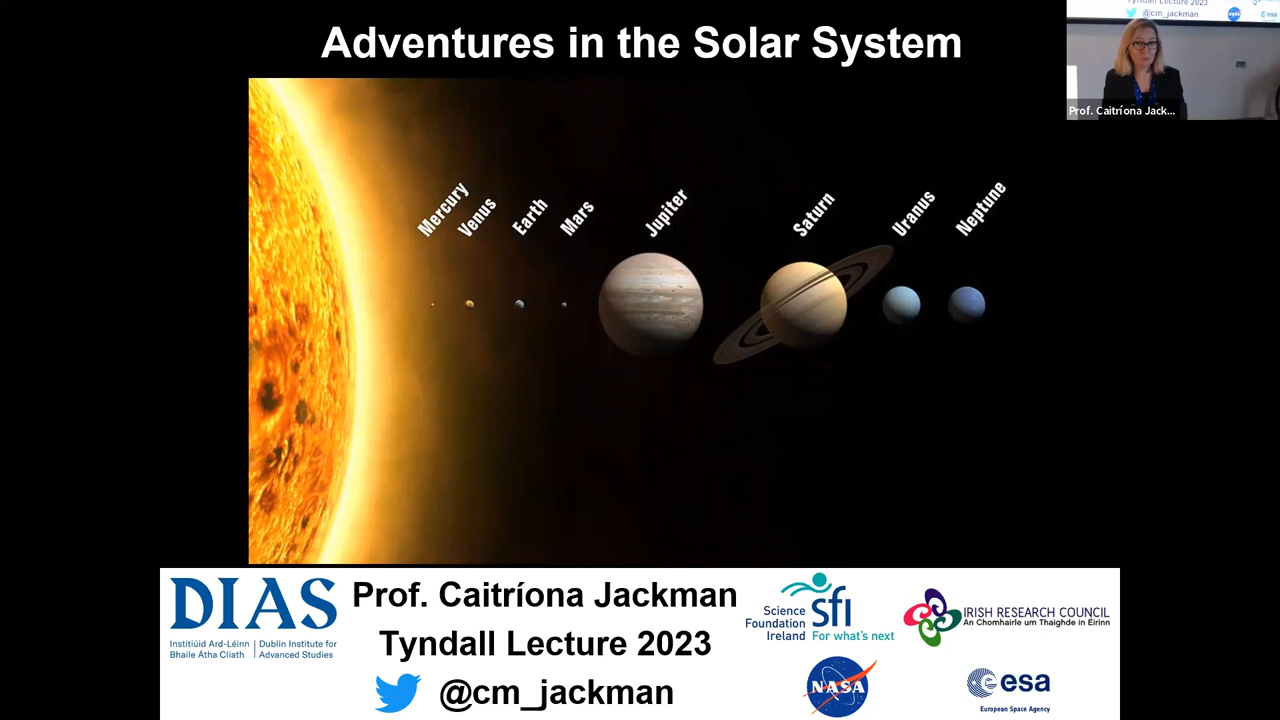 Adventures in the Solar System
Tyndall Lecture 2023
@cm_jackman
NASA
esa
Prof. Caitríona Jack...
Mercury
Venus
Earth
Mars
Jupiter
Saturn
Uranus
Neptune
DIAS
Institiúid Ard-Léinn
Bhaile Átha Cliath
Dublin Institute for
Advanced Studies
Prof. Caitríona Jackman
Tyndall Lecture 2023
@cm_jackman
Science
Foundation
Ireland
sfi
For what's next
IRISH RESEARCH COUNCIL
An Chomhairle um Thaighde in Éirinn
NASA
esa
European Space Agency